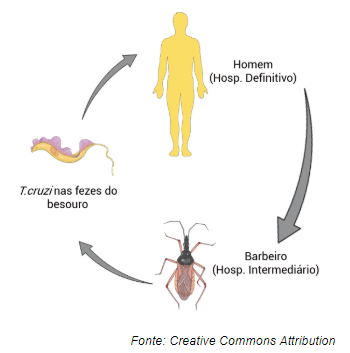 Homem
(Hosp. Definitivo)
T.cruzi nas fezes do
besouro
Barbeiro
(Hosp. Intermediário)
Fonte: Creative Commons Attribution